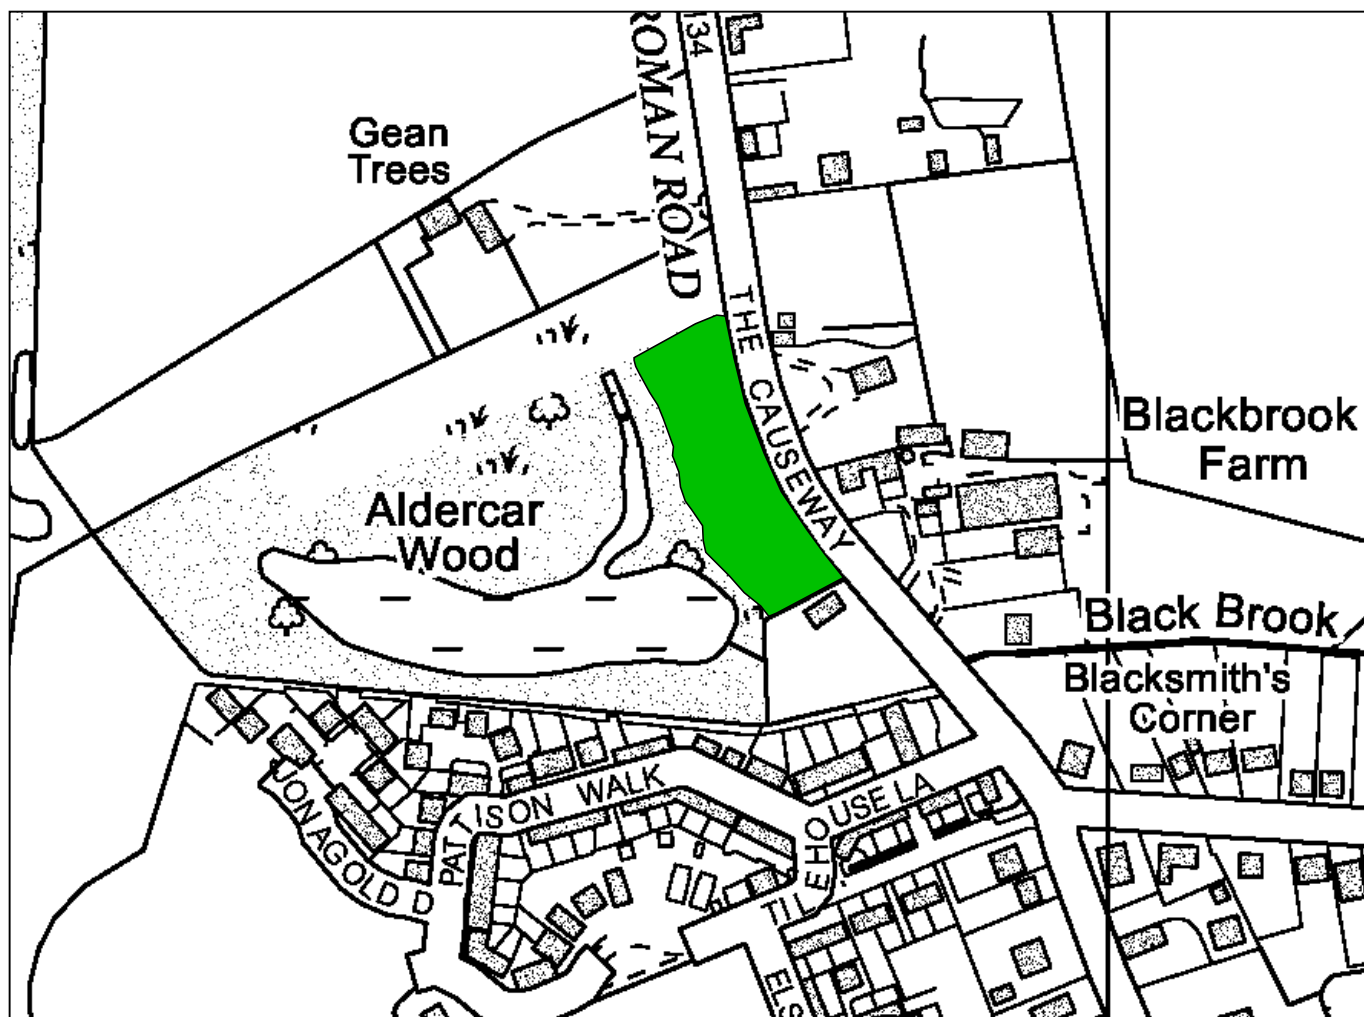 134
ROMAN ROAD
Gean
Trees
THE CAUSEWAY
Blackbrook
Farm
Aldercar
Wood
Black Brook
Blacksmith's
Corner
JONAGOLD D
PATTISON WALK
TILEHOUSE LA
ELS